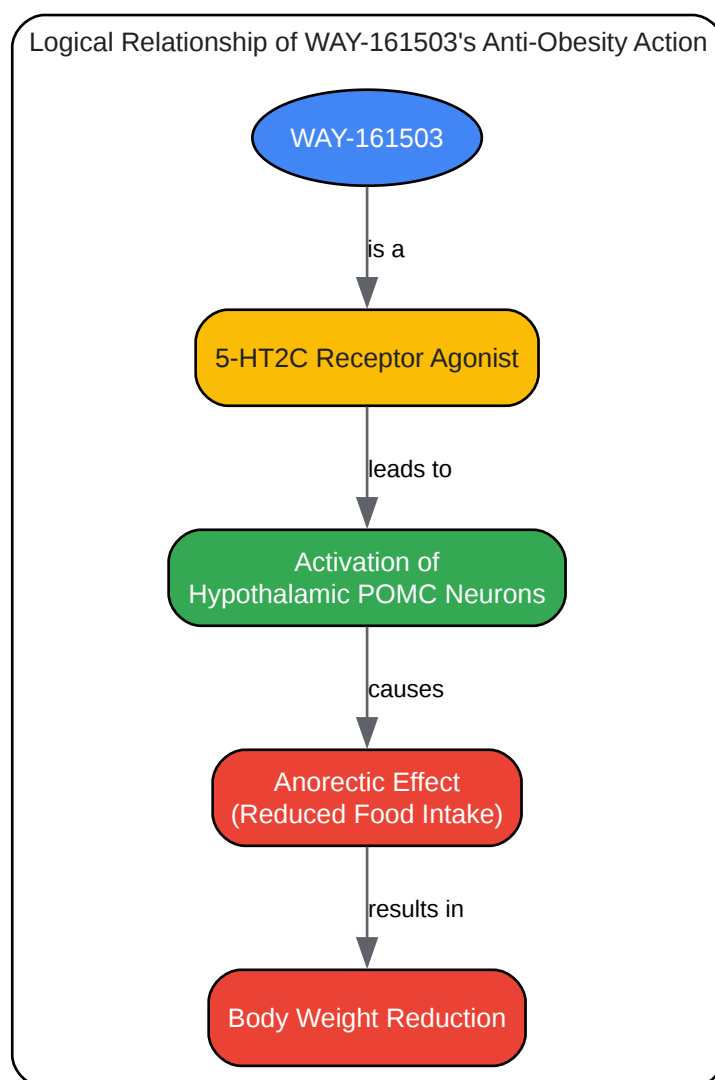 Logical Relationship of WAY-161503's Anti-Obesity Action
WAY-161503
is a
5-HT2C Receptor Agonist
leads to
Activation of
Hypothalamic POMC Neurons
causes
Anorectic Effect
(Reduced Food Intake)
results in
Body Weight Reduction